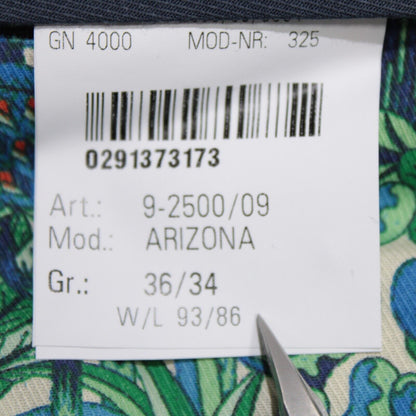 GN 4000 MOD-NR: 325
0291373173
Art.: 9-2500/09
Mod.: ARIZONA
Gr.: 36/34
W/L 93/86